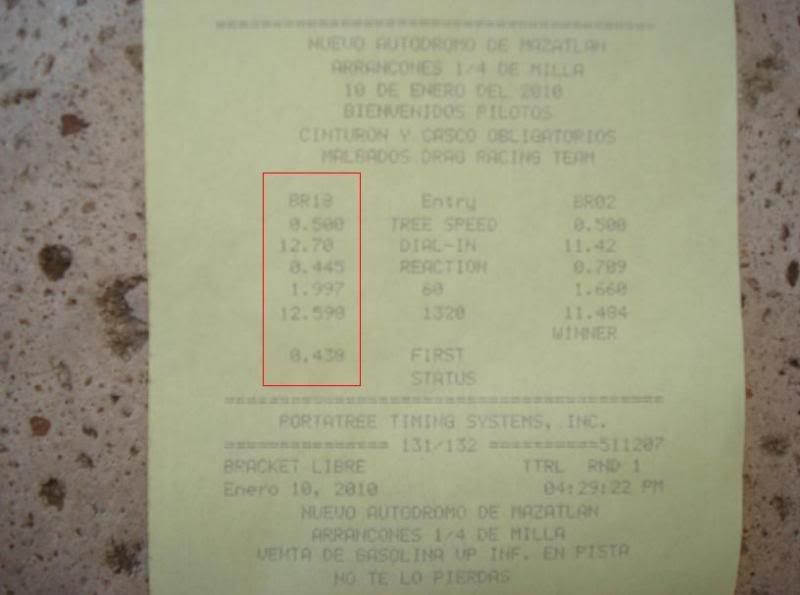 ==========================================
NUEVO AUTODROMO DE MAZATLAN
ARRANCONES 1/4 DE MILLA
10 DE ENERO DEL 2010
BIENVENIDOS PILOTOS
CINTURON Y CASCO OBLIGATORIOS
MALBADOS DRAG RACING TEAM
Entry BR02
0.500 TREE SPEED 0.500
12.70 DIAL-IN 11.42
0.445 REACTION 0.709
1.997 60 1.660
12.590 1320 11.484
WINNER
FIRST
STATUS
==========================================
PORTATREE TIMING SYSTEMS, INC.
=============== 131/132 ==========511207
BRACKET LIBRE TTRL RND 1
Enero 10, 2010 04:29:22 PM
NUEVO AUTODROMO DE MAZATLAN
ARRANCONES 1/4 DE MILLA
VENTA DE GASOLINA VP INF. EN PISTA
NO TE LO PIERDAS